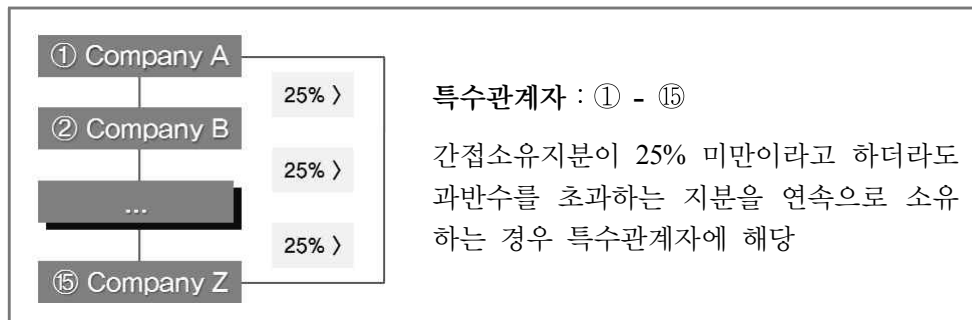 ① Company A
25% 〉
② Company B
25% 〉
...
25% 〉
⑮ Company Z
특수관계자 : ① - ⑮
간접소유지분이 25% 미만이라고 하더라도
과반수를 초과하는 지분을 연속으로 소유
하는 경우 특수관계자에 해당